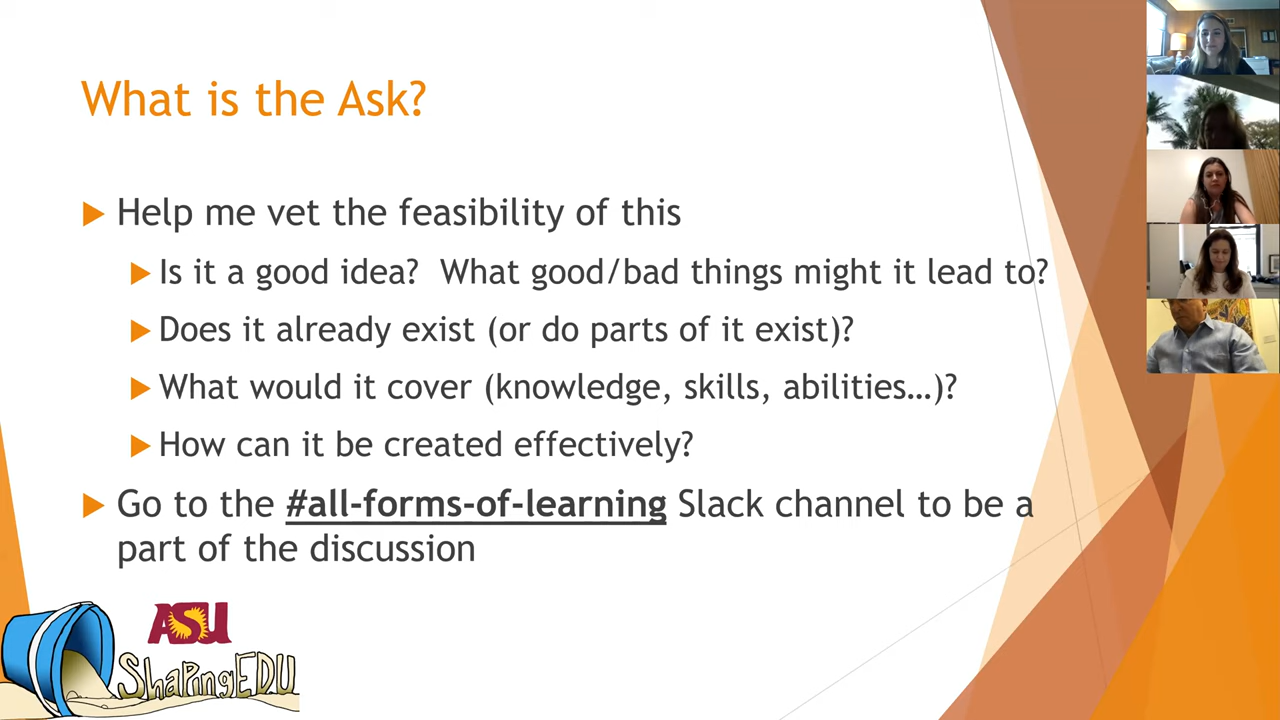 What is the Ask?
Help me vet the feasibility of this
Is it a good idea?  What good/bad things might it lead to?
Does it already exist (or do parts of it exist)?
What would it cover (knowledge, skills, abilities…)?
How can it be created effectively?
Go to the #all-forms-of-learning Slack channel to be a
part of the discussion
ASU
ShapingEDU